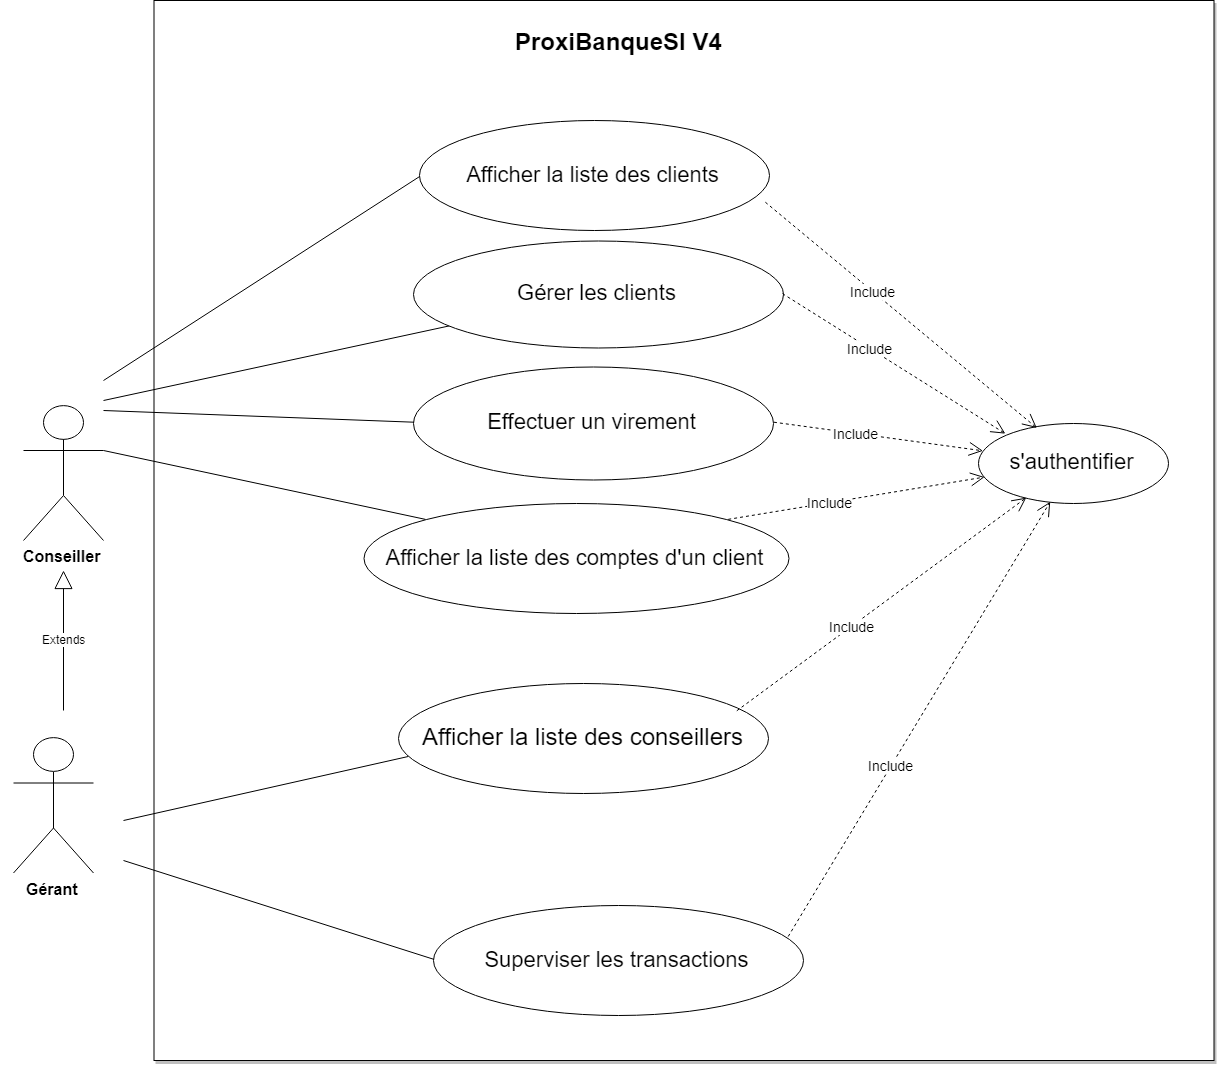 ProxiBanqueSI V4
Afficher la liste des clients
Include
Gérer les clients
Include
Effectuer un virement
Include
s'authentifier
Include
Conseiller
Afficher la liste des comptes d'un client
Extends
Include
Afficher la liste des conseillers
Include
Gérant
Superviser les transactions